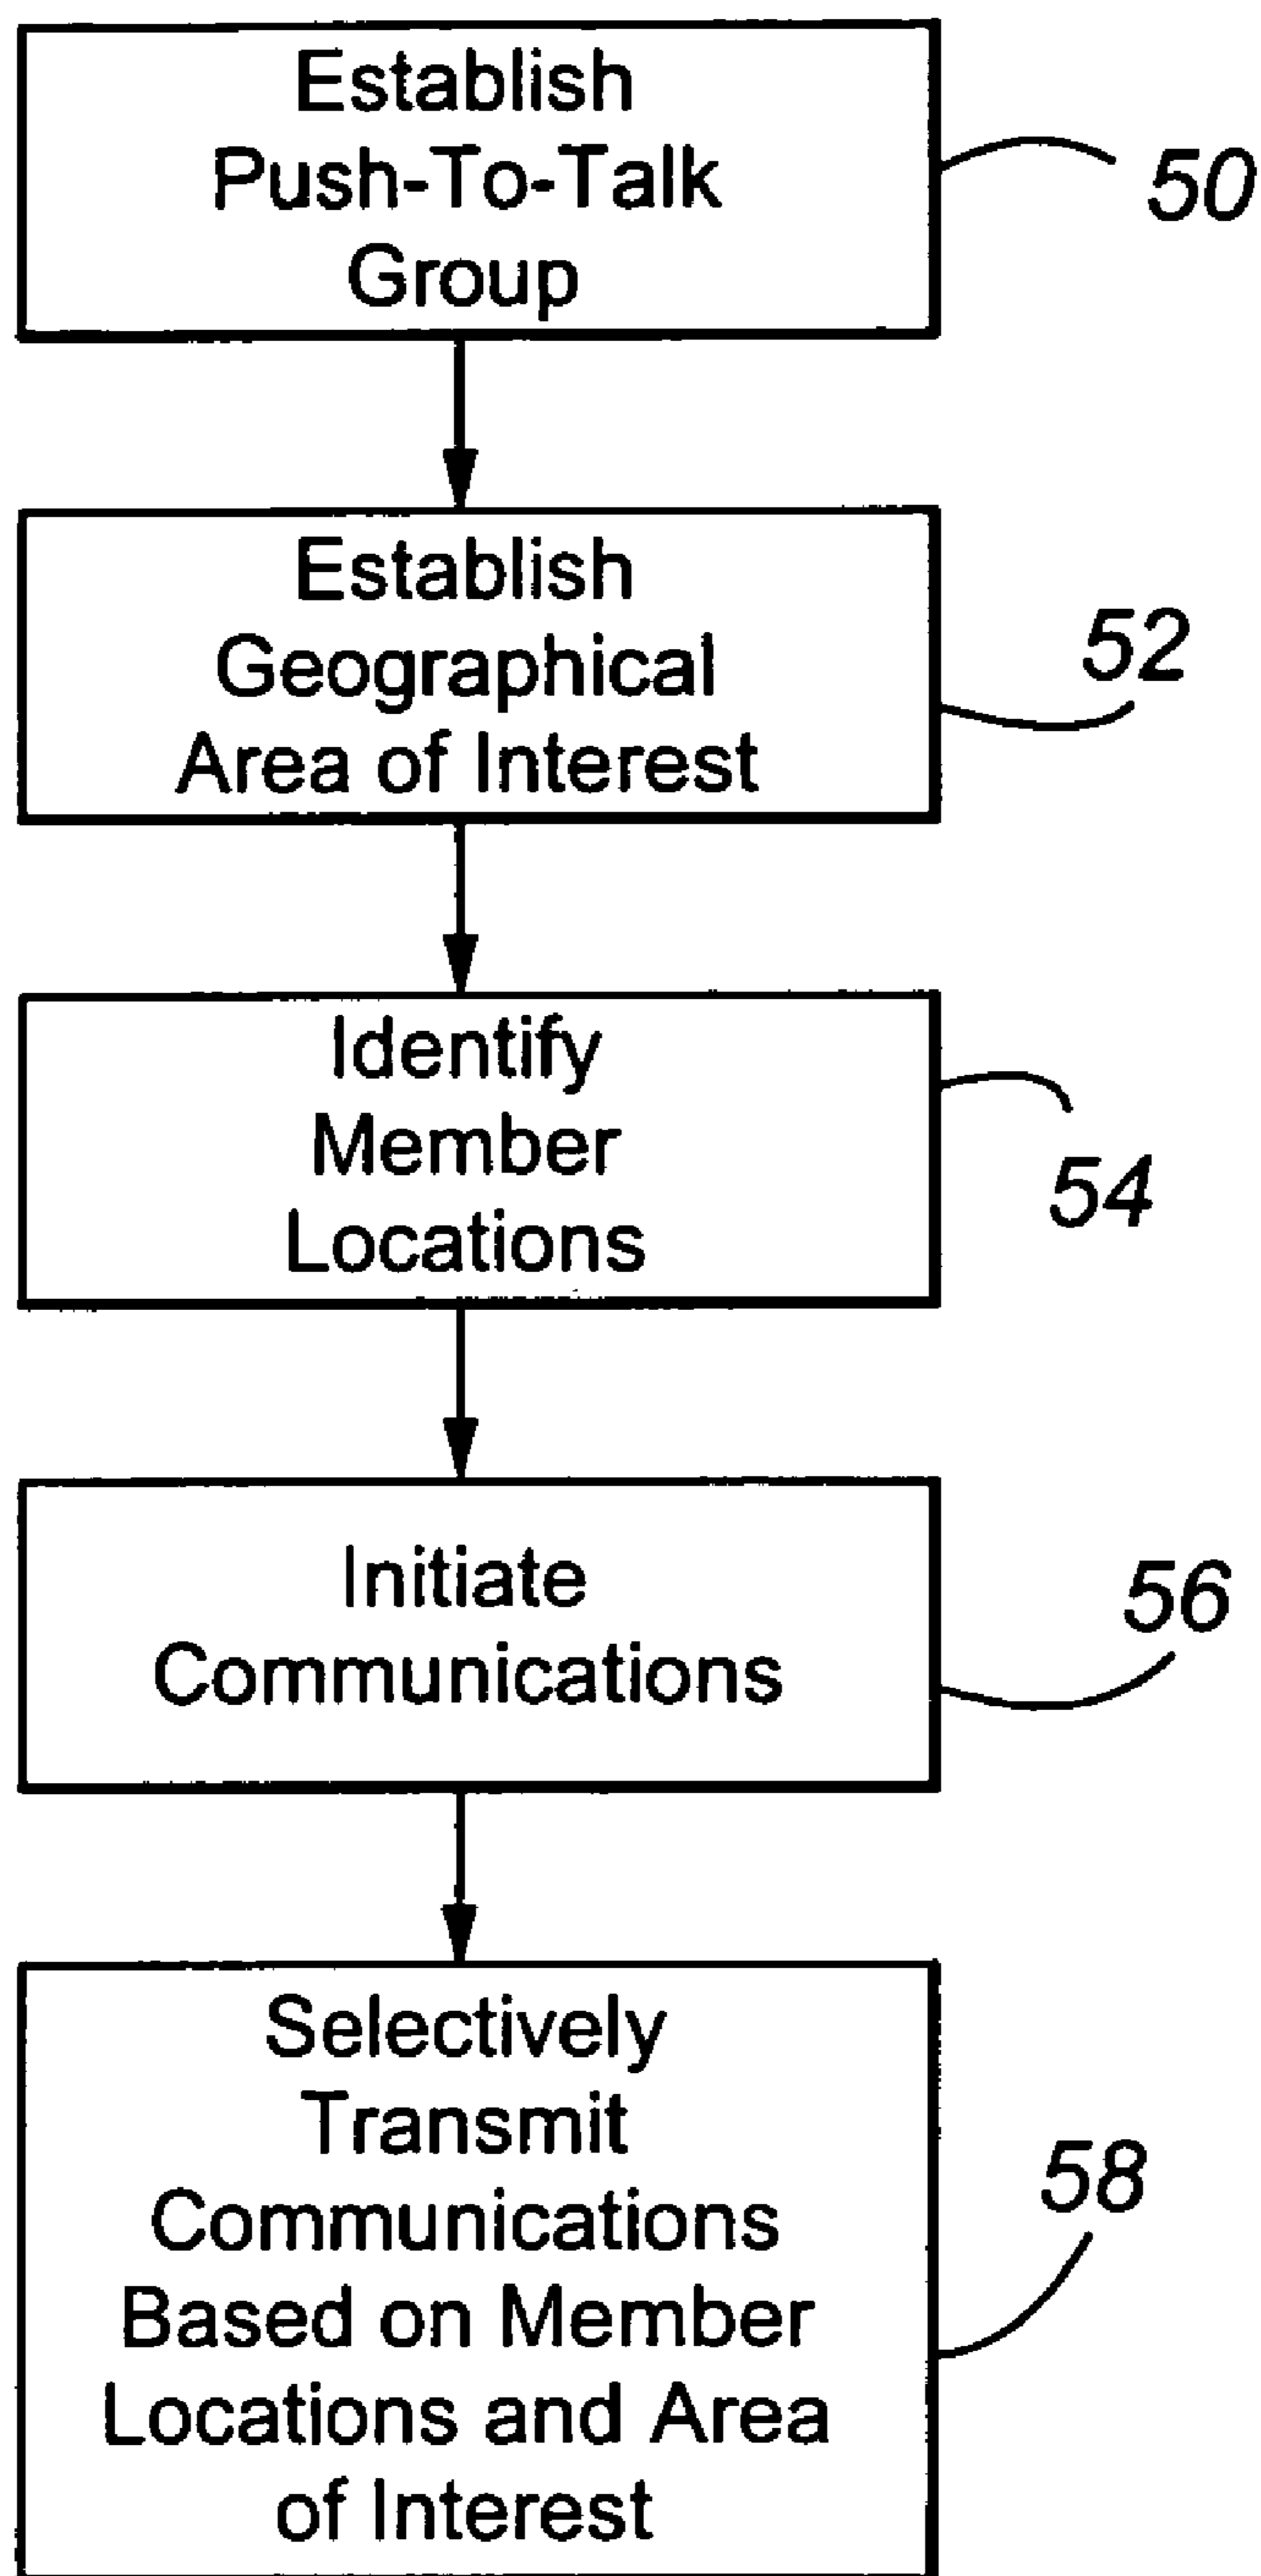 Establish
Push-To-Talk
Group
50
Establish
Geographical
Area of Interest
52
Identify
Member
Locations
54
Initiate
Communications
56
Selectively
Transmit
Communications
Based on Member
Locations and Area
of Interest
58